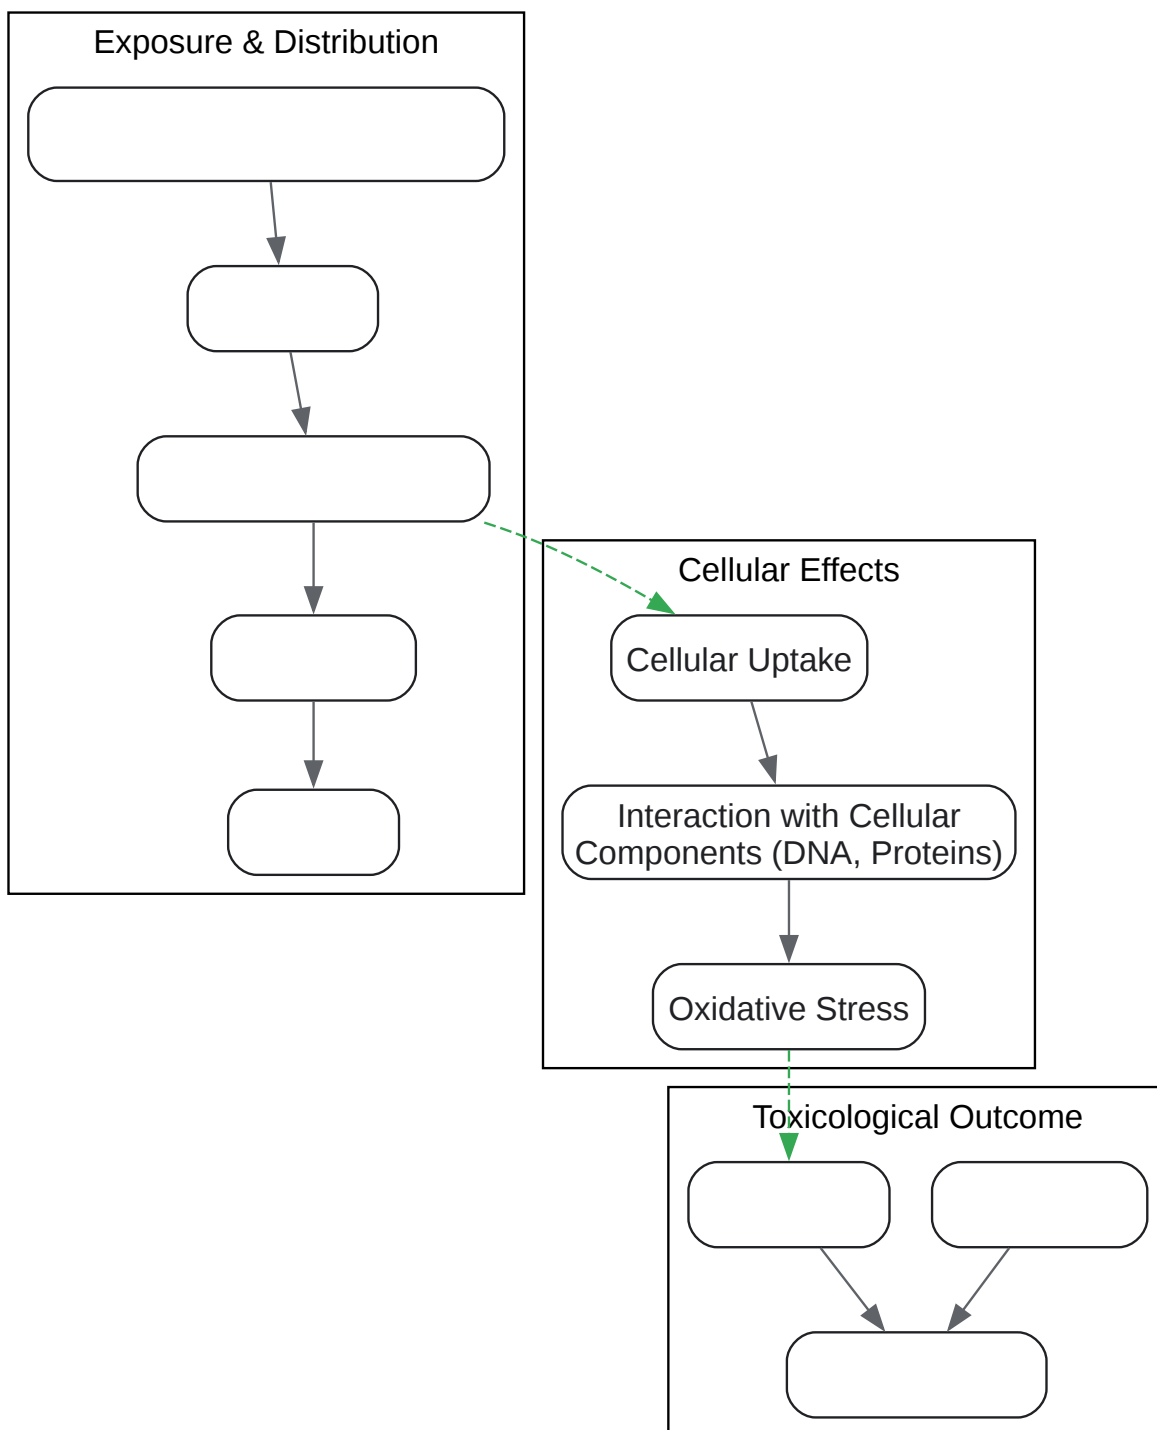 Exposure & Distribution
Cellular Effects
Cellular Uptake
Interaction with Cellular
Components (DNA, Proteins)
Oxidative Stress
Toxicological Outcome